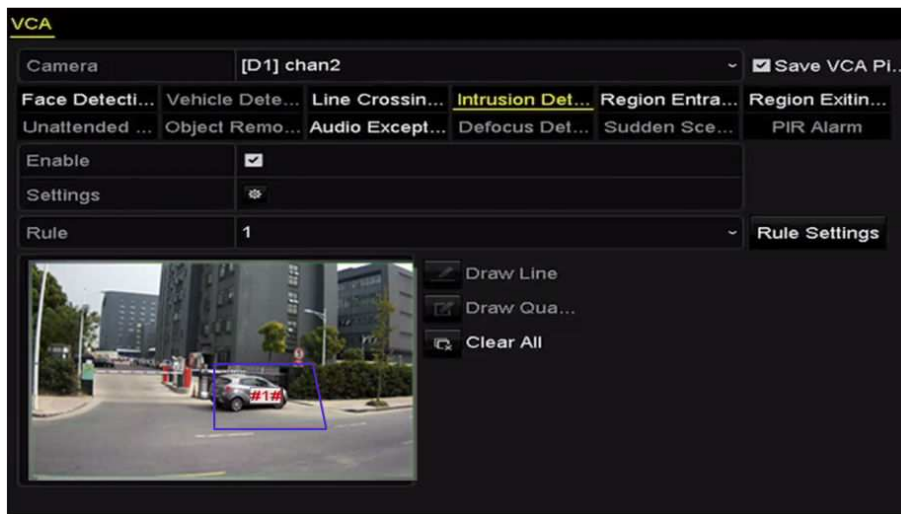 VCA
Camera [D1] chan2 Save VCA Pi..
Face Detecti... Vehicle Dete... Line Crossin... Intrusion Det... Region Entra... Region Exitin...
Unattended ... Object Remo... Audio Except... Defocus Det... Sudden Sce... PIR Alarm
Enable
Settings
Rule 1 Rule Settings
Draw Line
Draw Qua...
Clear All
#1#